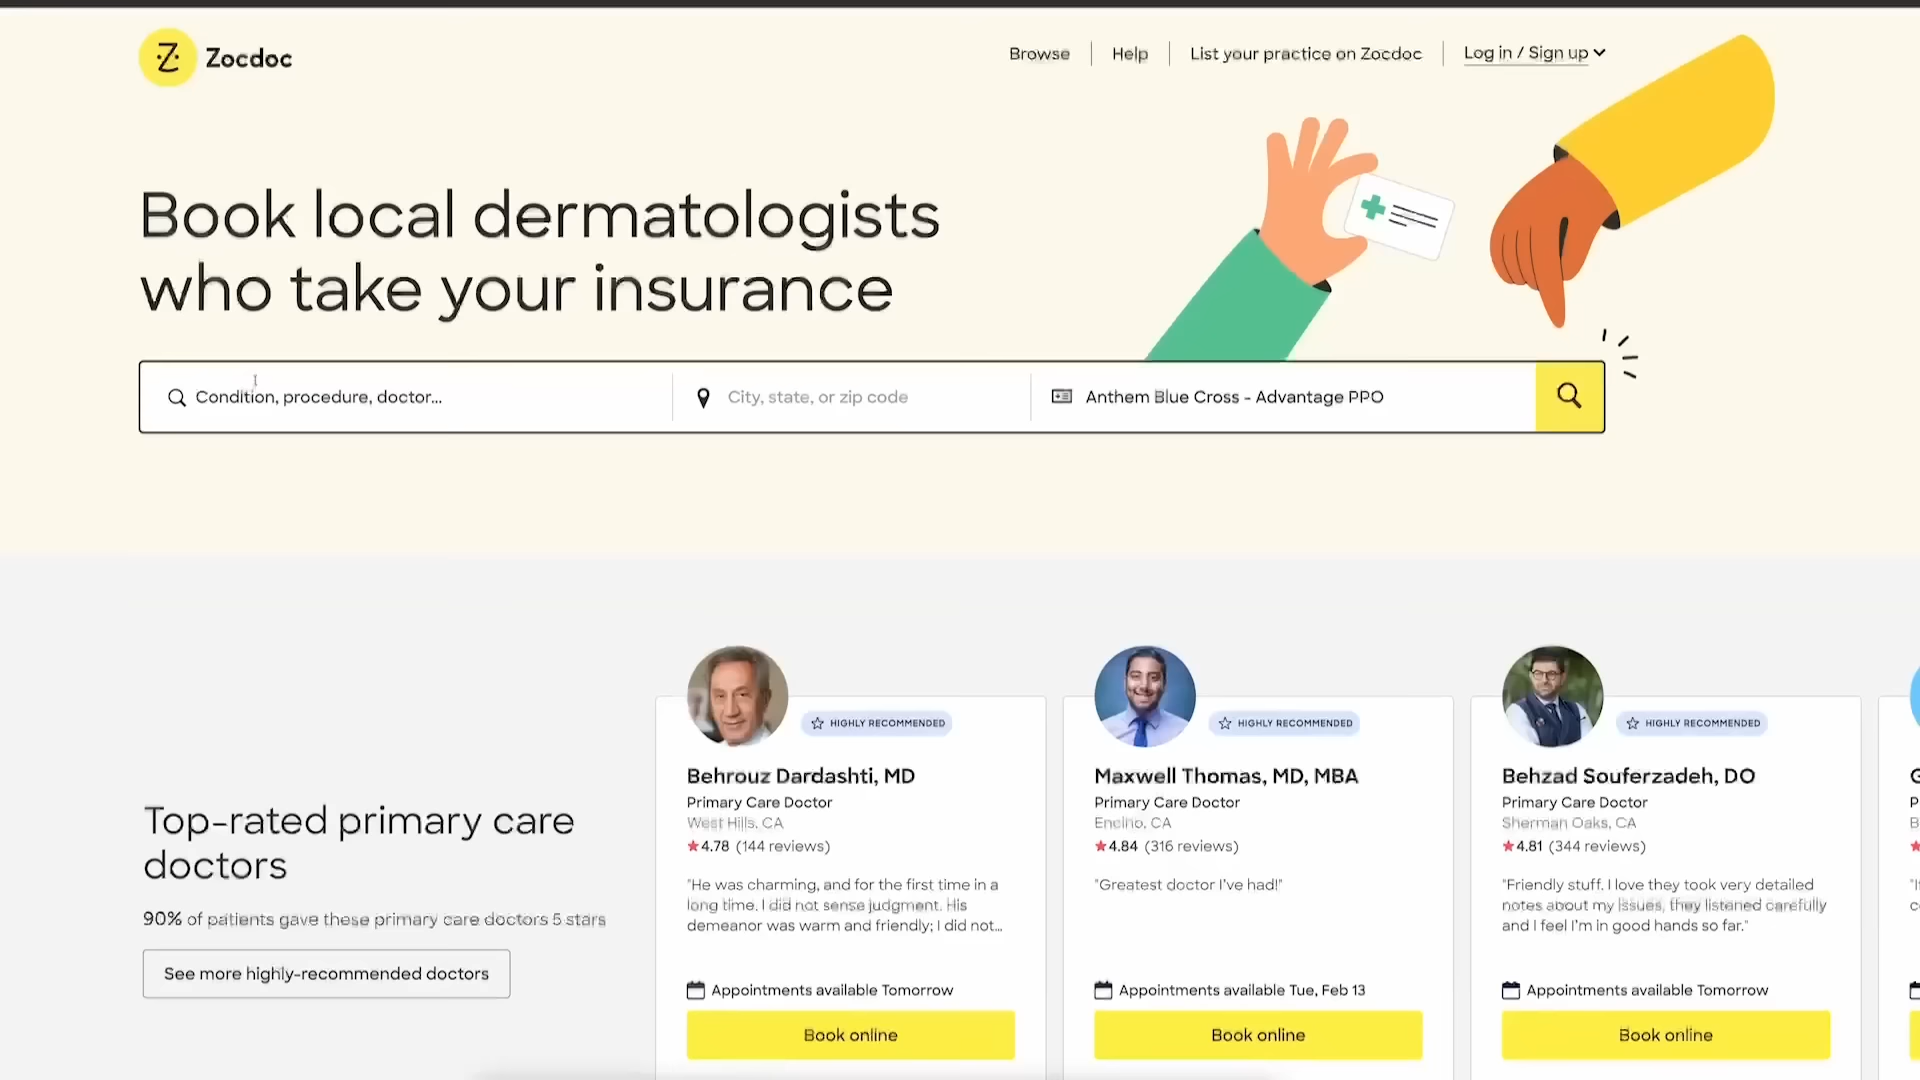 Zocdoc
Browse
Help
List your practice on Zocdoc
Log in / Sign up
Book local dermatologists
who take your insurance
Condition, procedure, doctor...
City, state, or zip code
Anthem Blue Cross - Advantage PPO
Top-rated primary care
doctors
90% of patients gave these primary care doctors 5 stars
See more highly-recommended doctors
HIGHLY RECOMMENDED
Behrouz Dardashti, MD
Primary Care Doctor
West Hills, CA
4.78 (144 reviews)
"He was charming, and for the first time in a
long time, I did not sense judgment. His
demeanor was warm and friendly; I did not...
Appointments available Tomorrow
Book online
HIGHLY RECOMMENDED
Maxwell Thomas, MD, MBA
Primary Care Doctor
Encino, CA
4.84 (316 reviews)
"Greatest doctor I've had!"
Appointments available Tue, Feb 13
Book online
HIGHLY RECOMMENDED
Behzad Souferzadeh, DO
Primary Care Doctor
Sherman Oaks, CA
4.81 (344 reviews)
"Friendly stuff. I love they took very detailed
notes about my issues, they listened carefully
and I feel I'm in good hands so far."
Appointments available Tomorrow
Book online